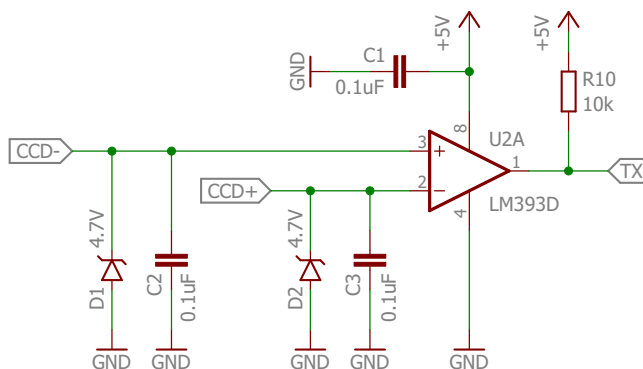 +5V
+5V
GND
C1
0.1uF
R10
10k
8
U2A
CCD-
3
+
1
TX
CCD+
2
−
LM393D
4
4.7V
D1
C2
0.1uF
4.7V
D2
C3
0.1uF
GND
GND
GND
GND
GND